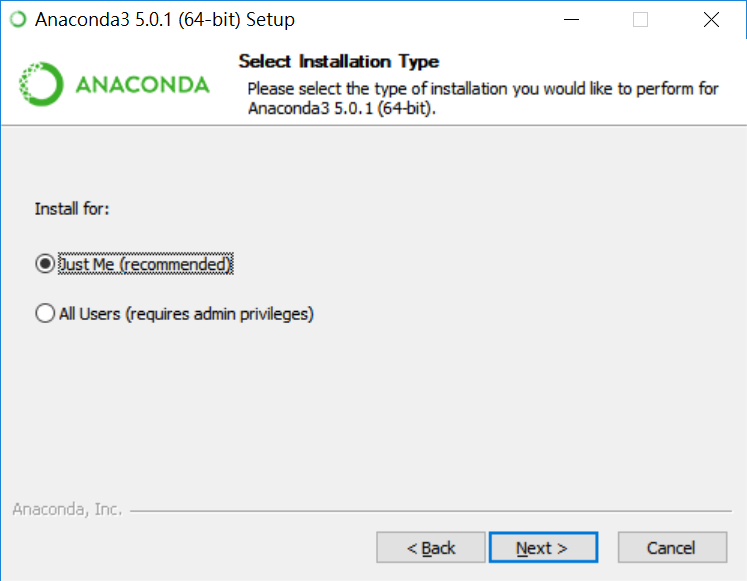 Anaconda3 5.0.1 (64-bit) Setup
ANACONDA
Select Installation Type
Please select the type of installation you would like to perform for
Anaconda3 5.0.1 (64-bit).
Install for:
Just Me (recommended)
All Users (requires admin privileges)
Anaconda, Inc.
< Back
Next >
Cancel